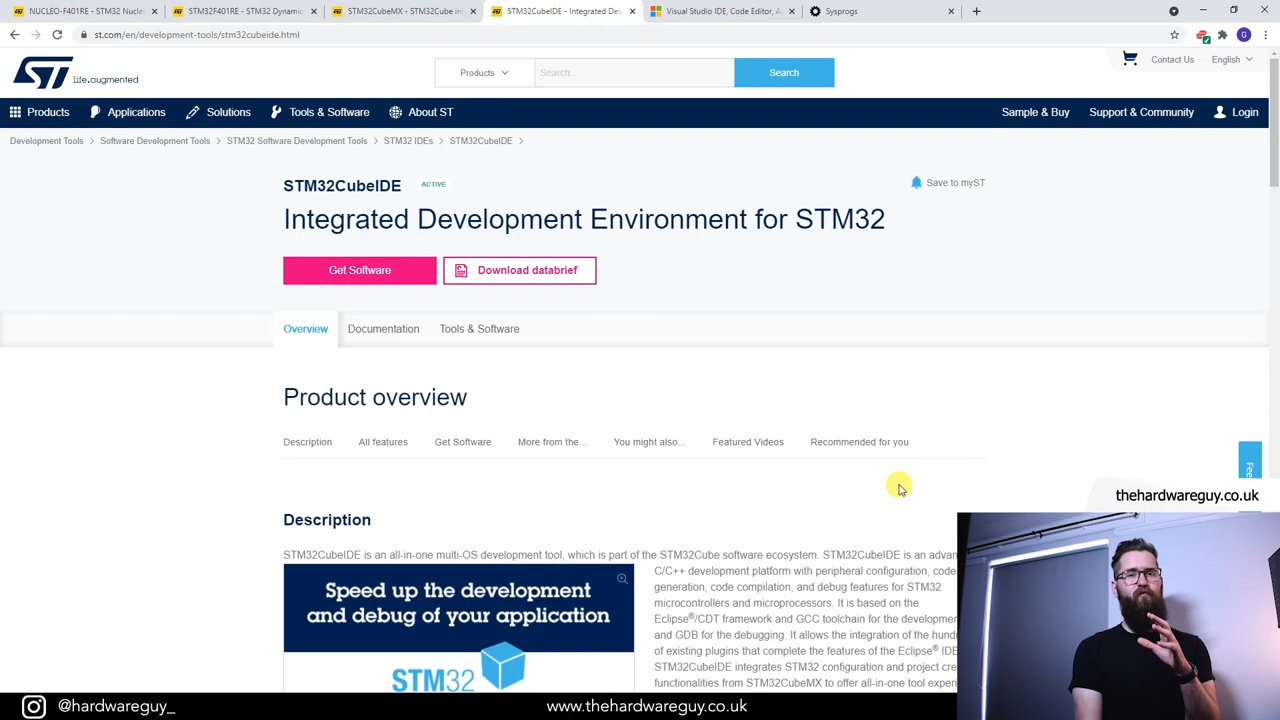 NUCLEO-F401RE - STM32 Nucle
STM32F401RE - STM32 Dynamic
STM32CubeMX - STM32Cube ini
STM32CubeIDE - Integrated Dev
Visual Studio IDE, Code Editor, A
Sysprogs
st.com/en/development-tools/stm32cubeide.html
G
ST life.augmented
Products
Search...
Search
Contact Us
English
Products
Applications
Solutions
Tools & Software
About ST
Sample & Buy
Support & Community
Login
Development Tools
Software Development Tools
STM32 Software Development Tools
STM32 IDEs
STM32CubeIDE
STM32CubeIDE
ACTIVE
Save to myST
Integrated Development Environment for STM32
Get Software
Download databrief
Overview
Documentation
Tools & Software
Product overview
Description
All features
Get Software
More from the...
You might also...
Featured Videos
Recommended for you
Fee
thehardwareguy.co.uk
Description
STM32CubeIDE is an all-in-one multi-OS development tool, which is part of the STM32Cube software ecosystem. STM32CubeIDE is an advan
C/C++ development platform with peripheral configuration, code
generation, code compilation, and debug features for STM32
microcontrollers and microprocessors. It is based on the
Eclipse®/CDT framework and GCC toolchain for the developmen
and GDB for the debugging. It allows the integration of the hund
of existing plugins that complete the features of the Eclipse® IDE
STM32CubeIDE integrates STM32 configuration and project cre
functionalities from STM32CubeMX to offer all-in-one tool experi
Speed up the development
and debug of your application
STM32
@hardwareguy_
www.thehardwareguy.co.uk